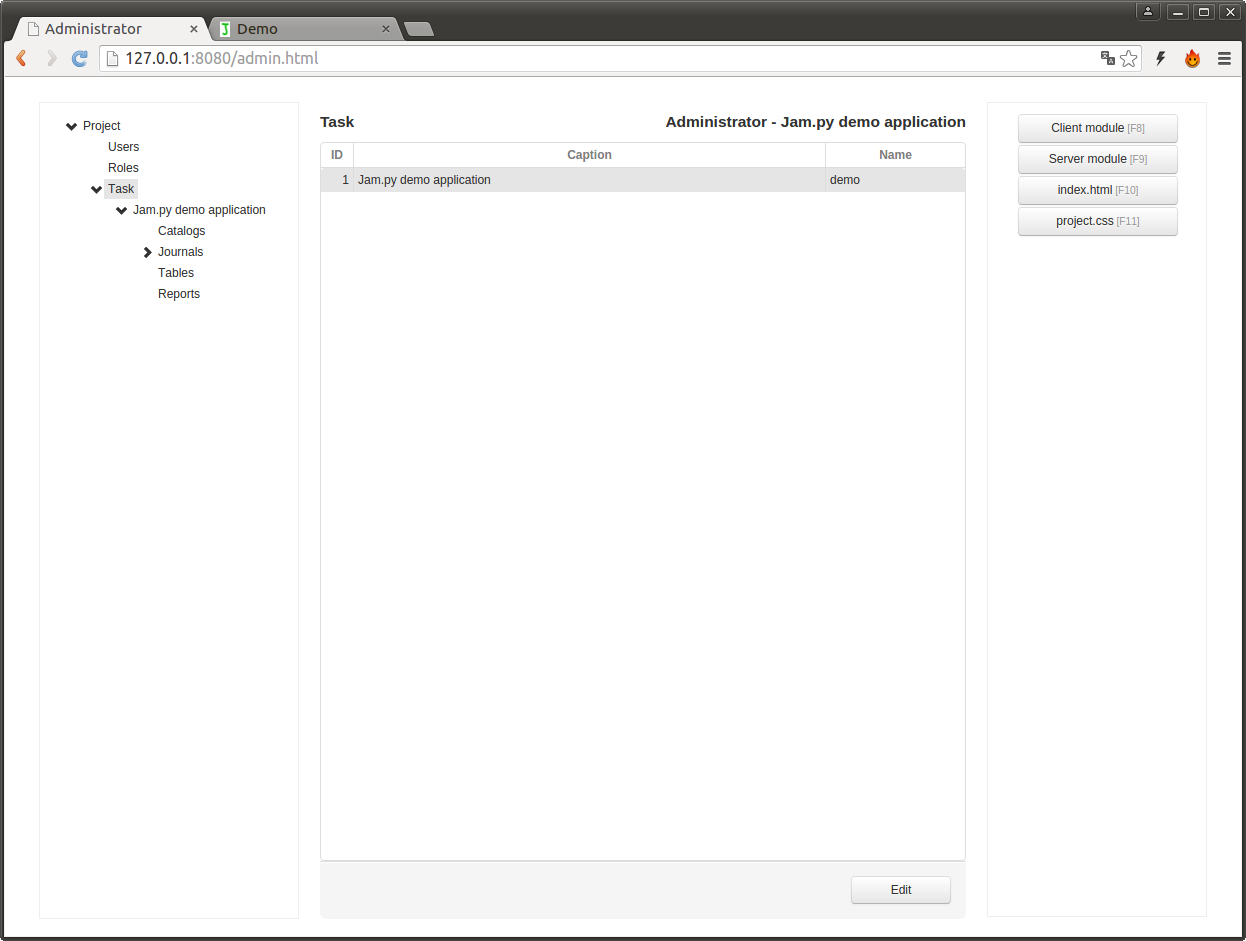 Administrator
Demo
127.0.0.1:8080/admin.html
Project
Users
Roles
Task
Jam.py demo application
Catalogs
Journals
Tables
Reports
Task
Administrator - Jam.py demo application
ID Caption Name
1 Jam.py demo application demo
Edit
Client module [F8]
Server module [F9]
index.html [F10]
project.css [F11]